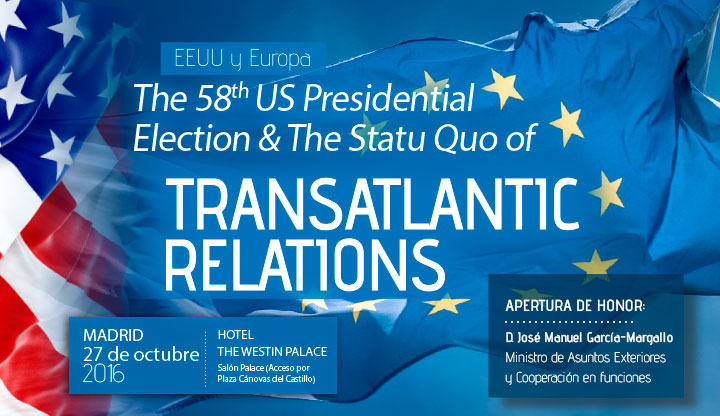 EEUU y Europa
The 58th US Presidential
Election & The Statu Quo of
TRANSATLANTIC
RELATIONS
MADRID
27 de octubre
2016
HOTEL
THE WESTIN PALACE
Salón Palace (Acceso por
Plaza Cánovas del Castillo)
APERTURA DE HONOR:
D. José Manuel García-Margallo
Ministro de Asuntos Exteriores
y Cooperación en funciones